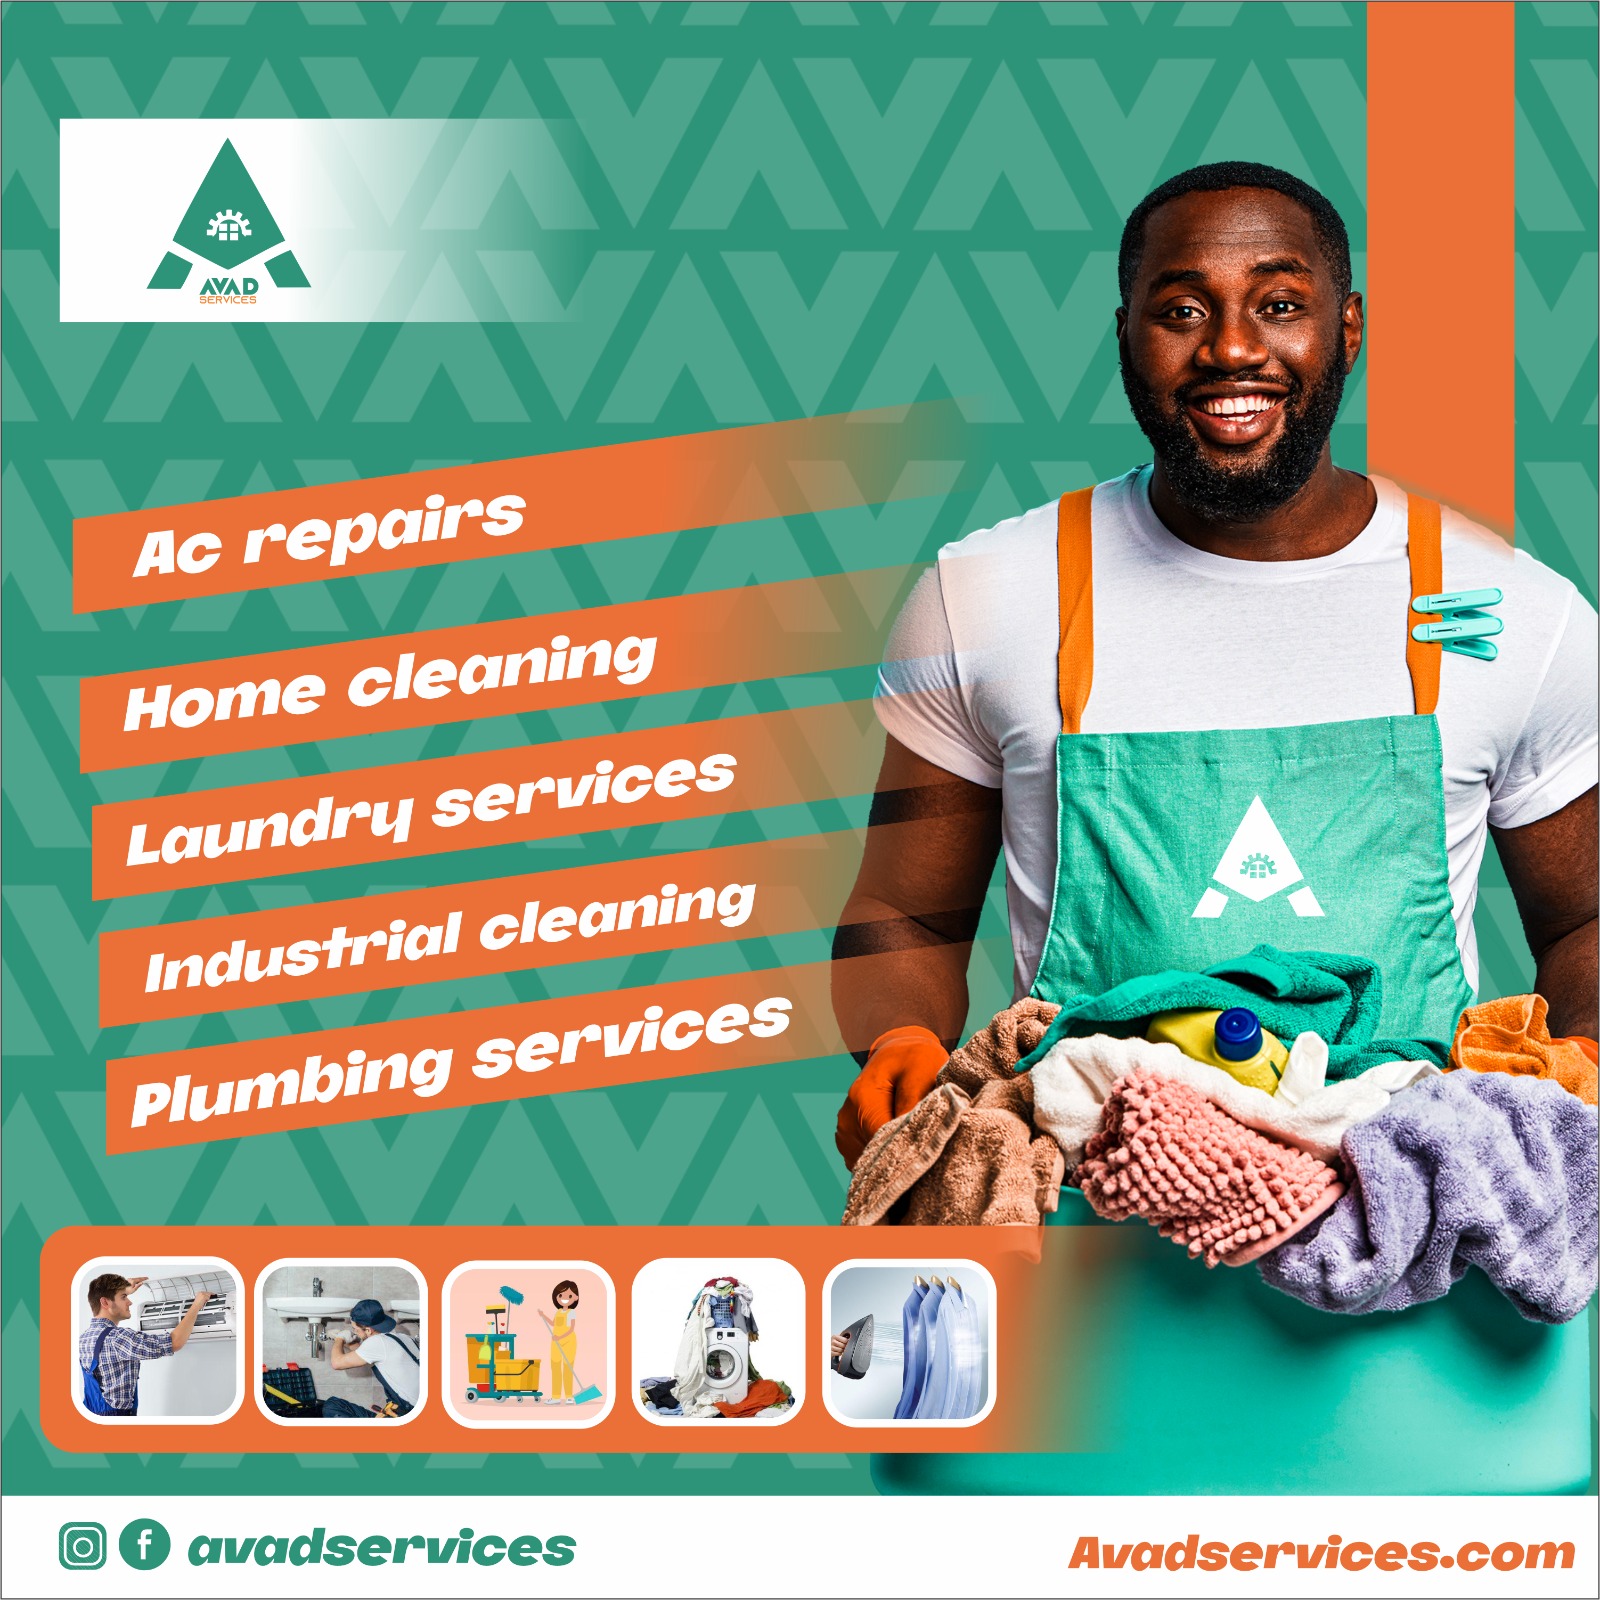 AVAD
SERVICES
Ac repairs
Home cleaning
Laundry services
Industrial cleaning
Plumbing services
avadservices
Avadservices.com